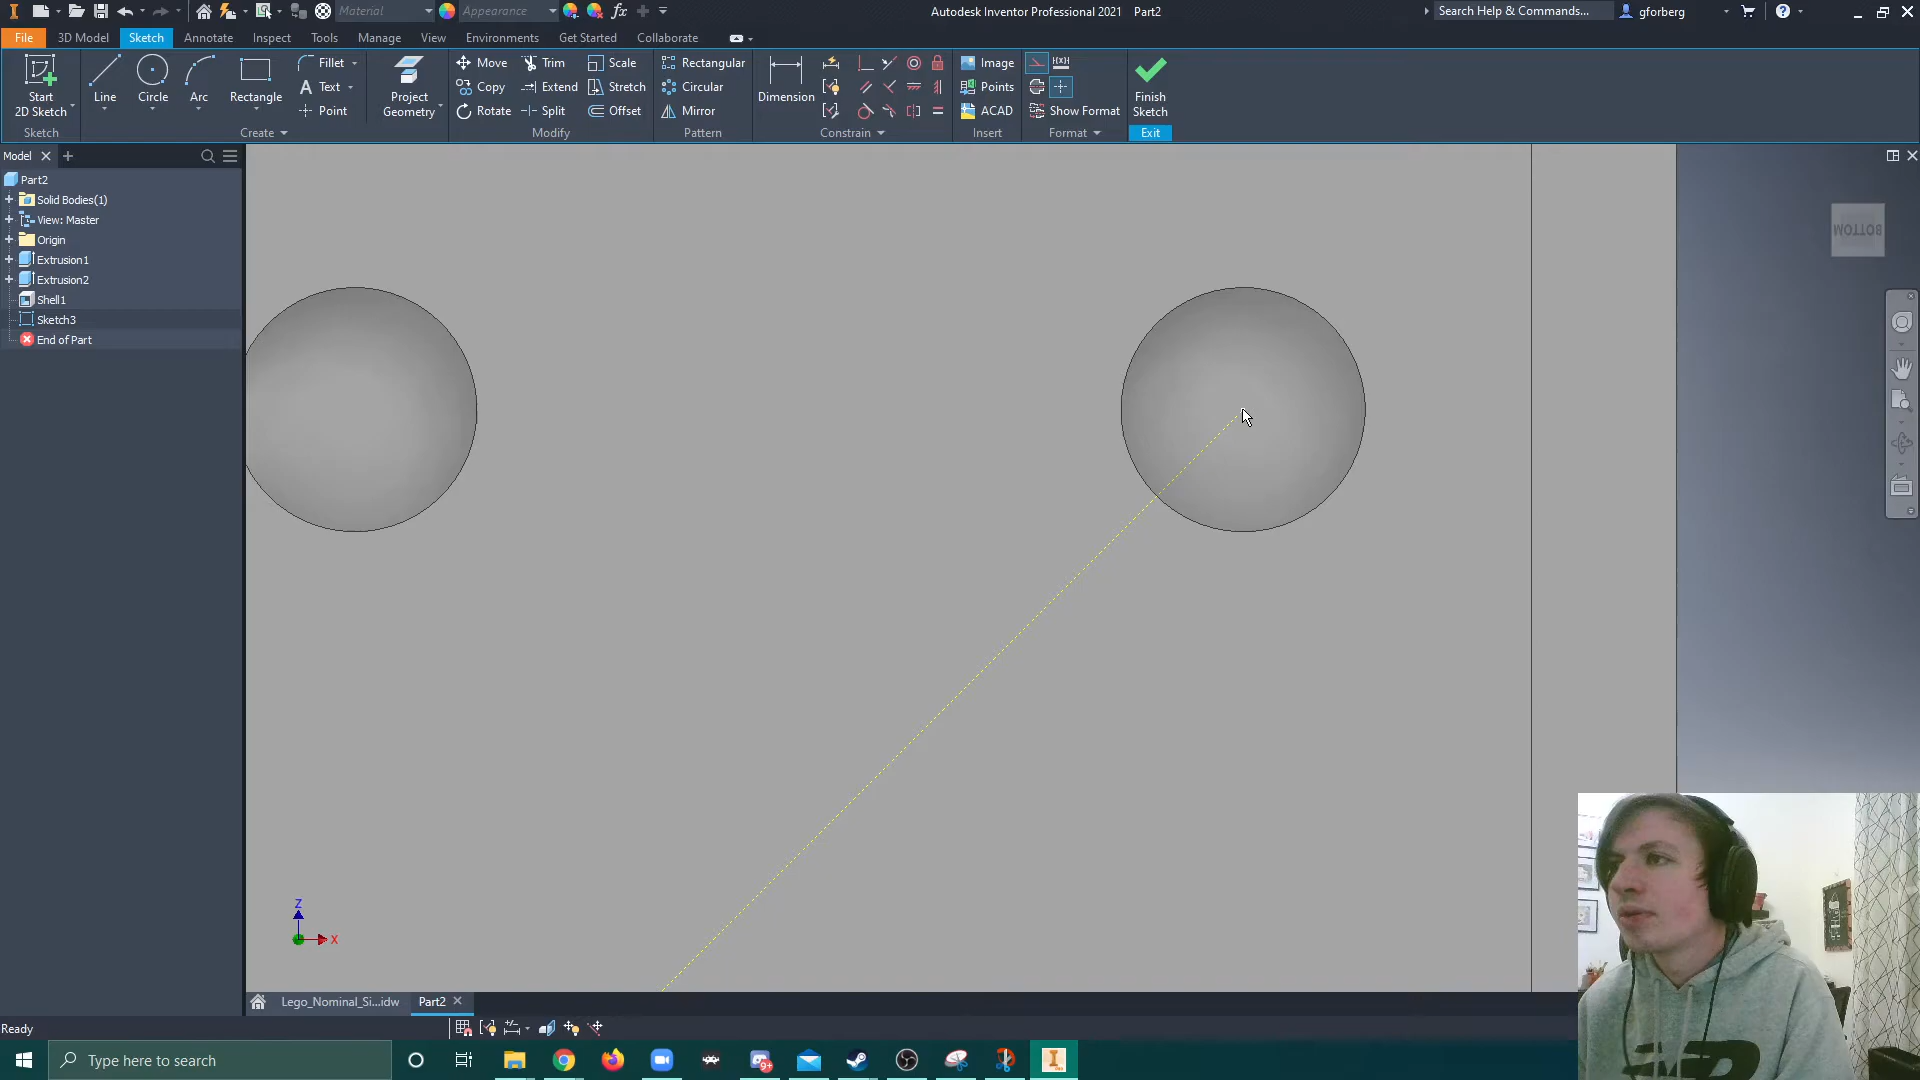 Material
Appearance
Autodesk Inventor Professional 2021 Part2
Search Help & Commands...
gforberg
File
3D Model
Sketch
Annotate
Inspect
Tools
Manage
View
Environments
Get Started
Collaborate
Start
2D Sketch
Line
Circle
Arc
Rectangle
Fillet
Text
Point
Project
Geometry
Move
Copy
Rotate
Trim
Extend
Split
Scale
Stretch
Offset
Rectangular
Circular
Mirror
Dimension
Image
Points
ACAD
Show Format
Finish
Sketch
Sketch
Create
Modify
Pattern
Constrain
Insert
Format
Exit
Model
Part2
Solid Bodies(1)
View: Master
Origin
Extrusion1
Extrusion2
Shell1
Sketch3
End of Part
BOTTOM
Z
X
Lego_Nominal_Si...idw
Part2
Ready
Type here to search